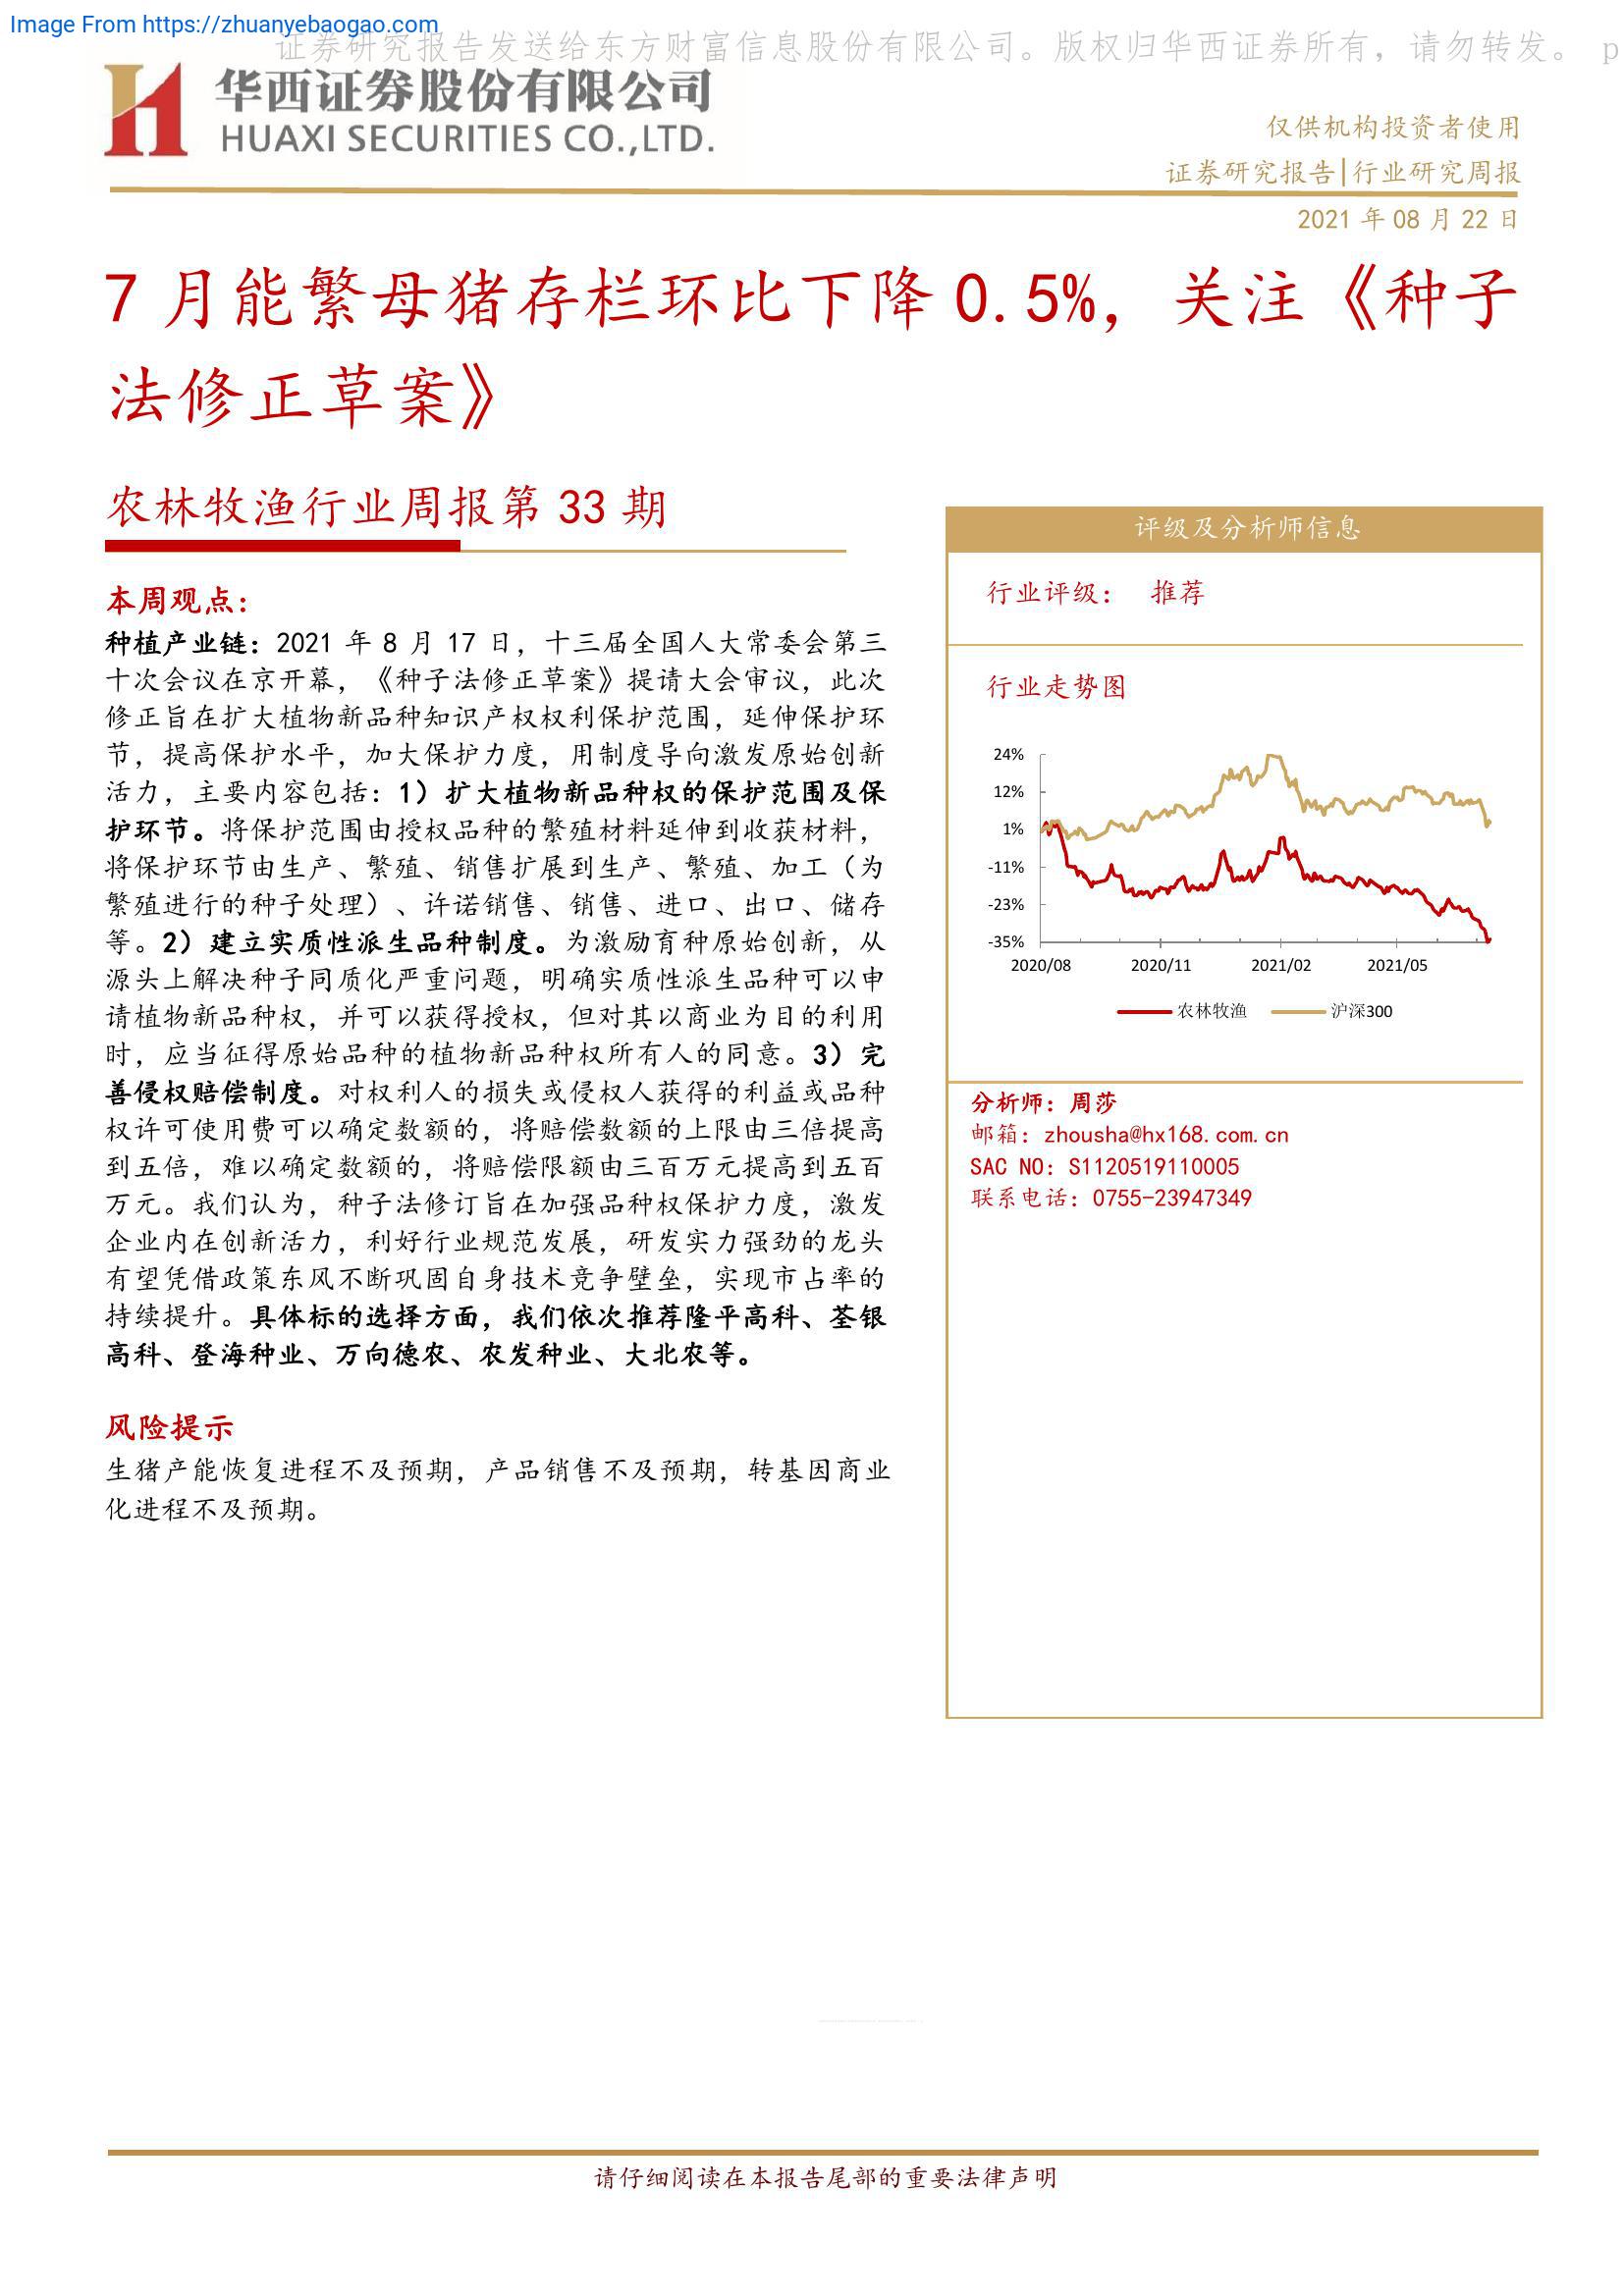 Image From https://zhuanyebaogao.com
证券研究报告发送给东方财富信息股份有限公司。版权归华西证券所有，请勿转发。 p
华西证券股份有限公司
HUAXI SECURITIES CO.,LTD.
仅供机构投资者使用
证券研究报告|行业研究周报
2021 年 08 月 22 日
7 月能繁母猪存栏环比下降 0.5%，关注《种子
法修正草案》
农林牧渔行业周报第 33 期
本周观点：
种植产业链：2021 年 8 月 17 日，十三届全国人大常委会第三
十次会议在京开幕，《种子法修正草案》提请大会审议，此次
修正旨在扩大植物新品种知识产权权利保护范围，延伸保护环
节，提高保护水平，加大保护力度，用制度导向激发原始创新
活力，主要内容包括：1）扩大植物新品种权的保护范围及保
护环节。将保护范围由授权品种的繁殖材料延伸到收获材料，
将保护环节由生产、繁殖、销售扩展到生产、繁殖、加工（为
繁殖进行的种子处理）、许诺销售、销售、进口、出口、储存
等。2）建立实质性派生品种制度。为激励育种原始创新，从
源头上解决种子同质化严重问题，明确实质性派生品种可以申
请植物新品种权，并可以获得授权，但对其以商业为目的利用
时，应当征得原始品种的植物新品种权所有人的同意。3）完
善侵权赔偿制度。对权利人的损失或侵权人获得的利益或品种
权许可使用费可以确定数额的，将赔偿数额的上限由三倍提高
到五倍，难以确定数额的，将赔偿限额由三百万元提高到五百
万元。我们认为，种子法修订旨在加强品种权保护力度，激发
企业内在创新活力，利好行业规范发展，研发实力强劲的龙头
有望凭借政策东风不断巩固自身技术竞争壁垒，实现市占率的
持续提升。具体标的选择方面，我们依次推荐隆平高科、荃银
高科、登海种业、万向德农、农发种业、大北农等。
风险提示
生猪产能恢复进程不及预期，产品销售不及预期，转基因商业
化进程不及预期。
评级及分析师信息
行业评级： 推荐
行业走势图
24%
12%
1%
-11%
-23%
-35%
2020/08 2020/11 2021/02 2021/05
农林牧渔 沪深300
分析师：周莎
邮箱：zhousha@hx168.com.cn
SAC NO：S1120519110005
联系电话：0755-23947349
请仔细阅读在本报告尾部的重要法律声明